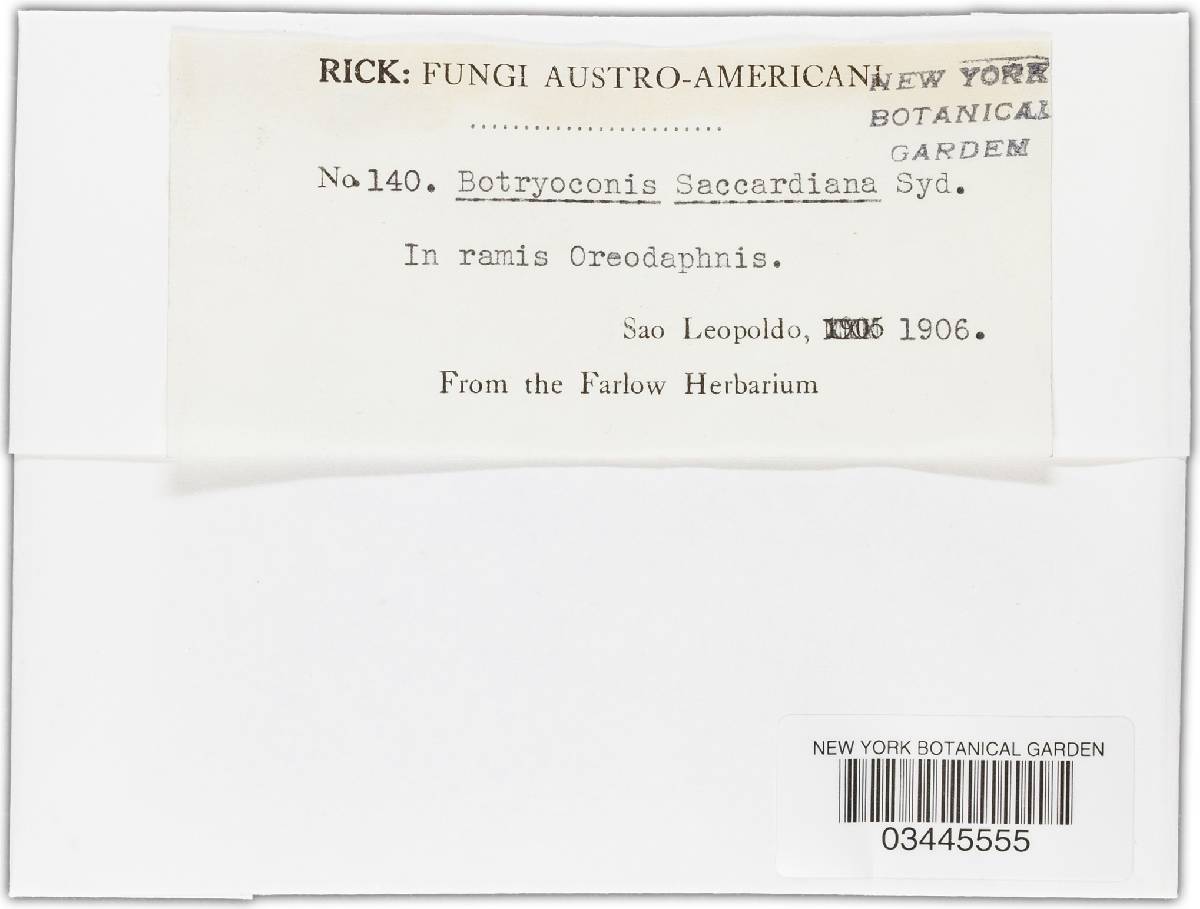 RICK: FUNGI AUSTRO-AMERICANI
NEW YORK
BOTANICAL
GARDEN
No. 140. Botryoconis Saccardiana Syd.
In ramis Oreodaphnis.
Sao Leopoldo, 1906.
From the Farlow Herbarium
NEW YORK BOTANICAL GARDEN
03445555